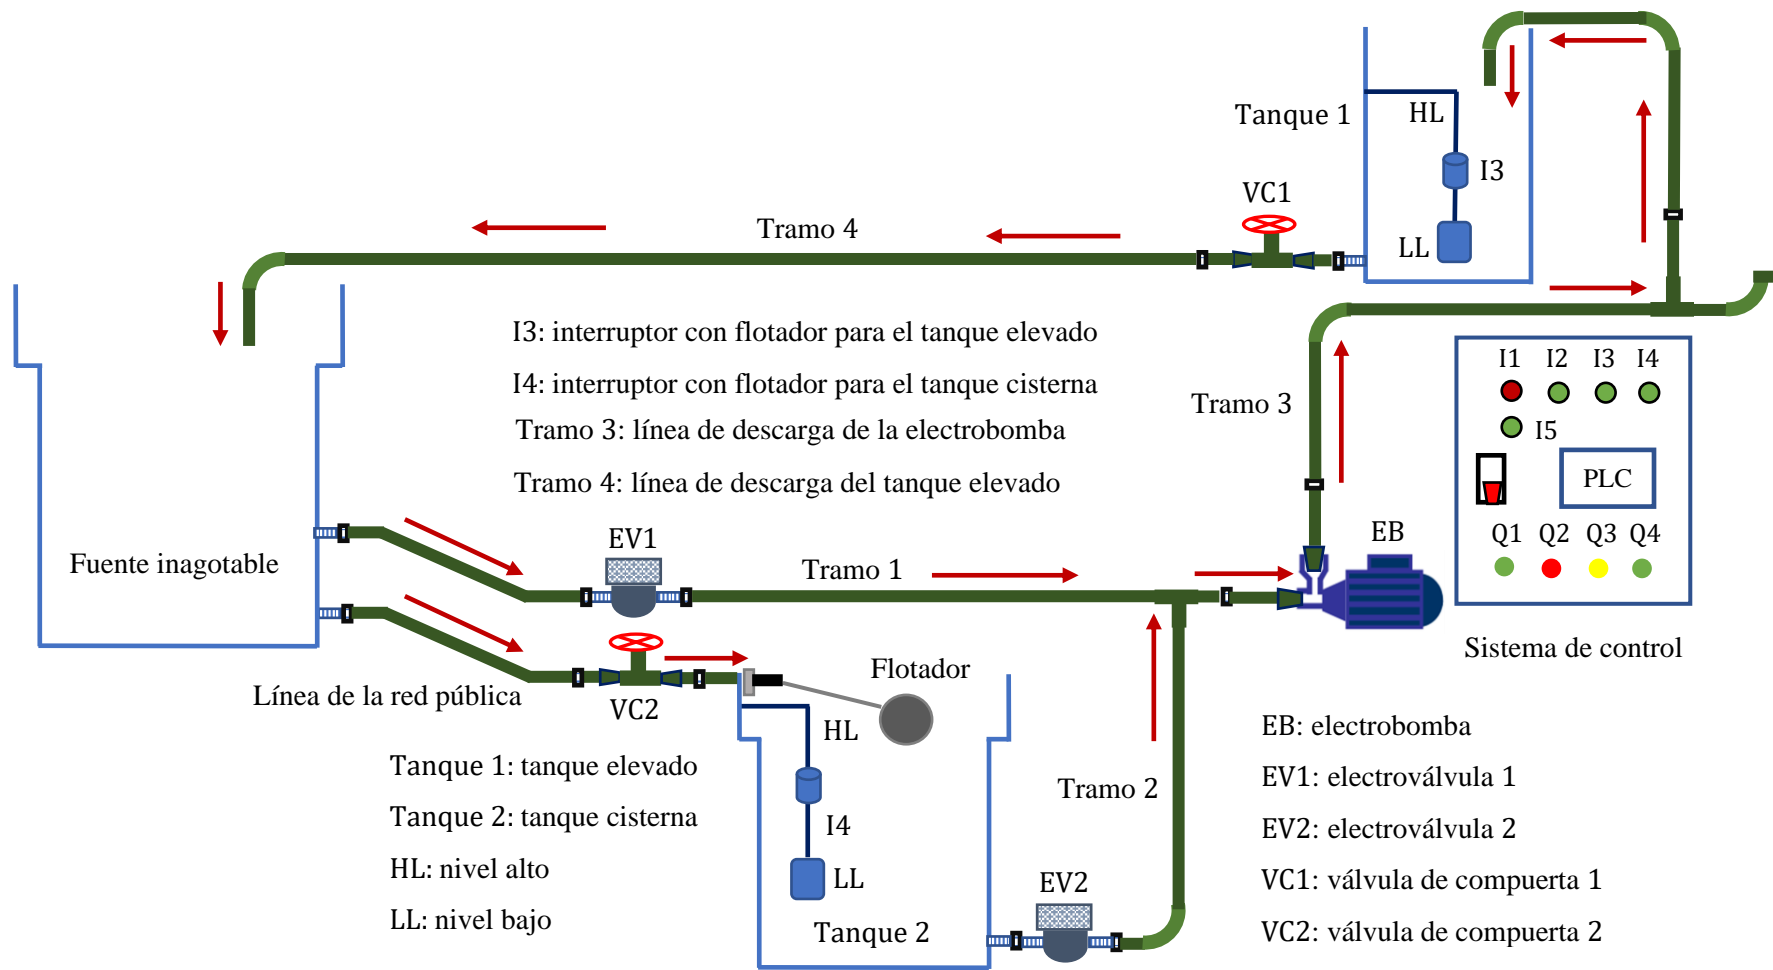 Tanque 1
HL
I3
VC1
LL
Tramo 4
I3: interruptor con flotador para el tanque elevado
I4: interruptor con flotador para el tanque cisterna
Tramo 3: línea de descarga de la electrobomba
Tramo 4: línea de descarga del tanque elevado
Tramo 3
I1 I2 I3 I4
I5
PLC
Q1 Q2 Q3 Q4
Sistema de control
Fuente inagotable
EV1
Tramo 1
EB
Línea de la red pública
VC2
Flotador
HL
I4
LL
Tanque 2
Tramo 2
EV2
Tanque 1: tanque elevado
Tanque 2: tanque cisterna
HL: nivel alto
LL: nivel bajo
EB: electrobomba
EV1: electroválvula 1
EV2: electroválvula 2
VC1: válvula de compuerta 1
VC2: válvula de compuerta 2